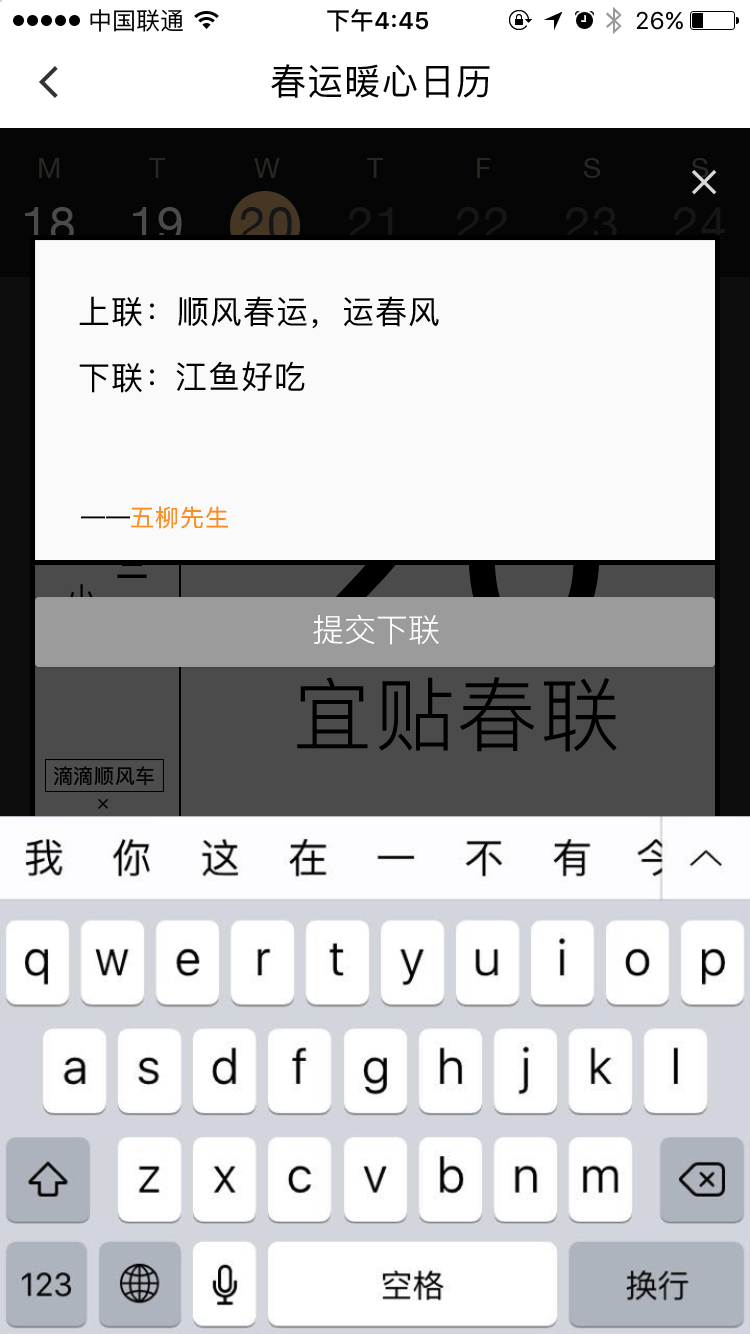 中国联通 下午4:45 26%
春运暖心日历
M T W T F S S
18 19 20 21 22 23 24
上联：顺风春运，运春风
下联：江鱼好吃
——五柳先生
提交下联
宜贴春联
滴滴顺风车
×
我 你 这 在 一 不 有
q w e r t y u i o p
a s d f g h j k l
z x c v b n m
123 空格 换行